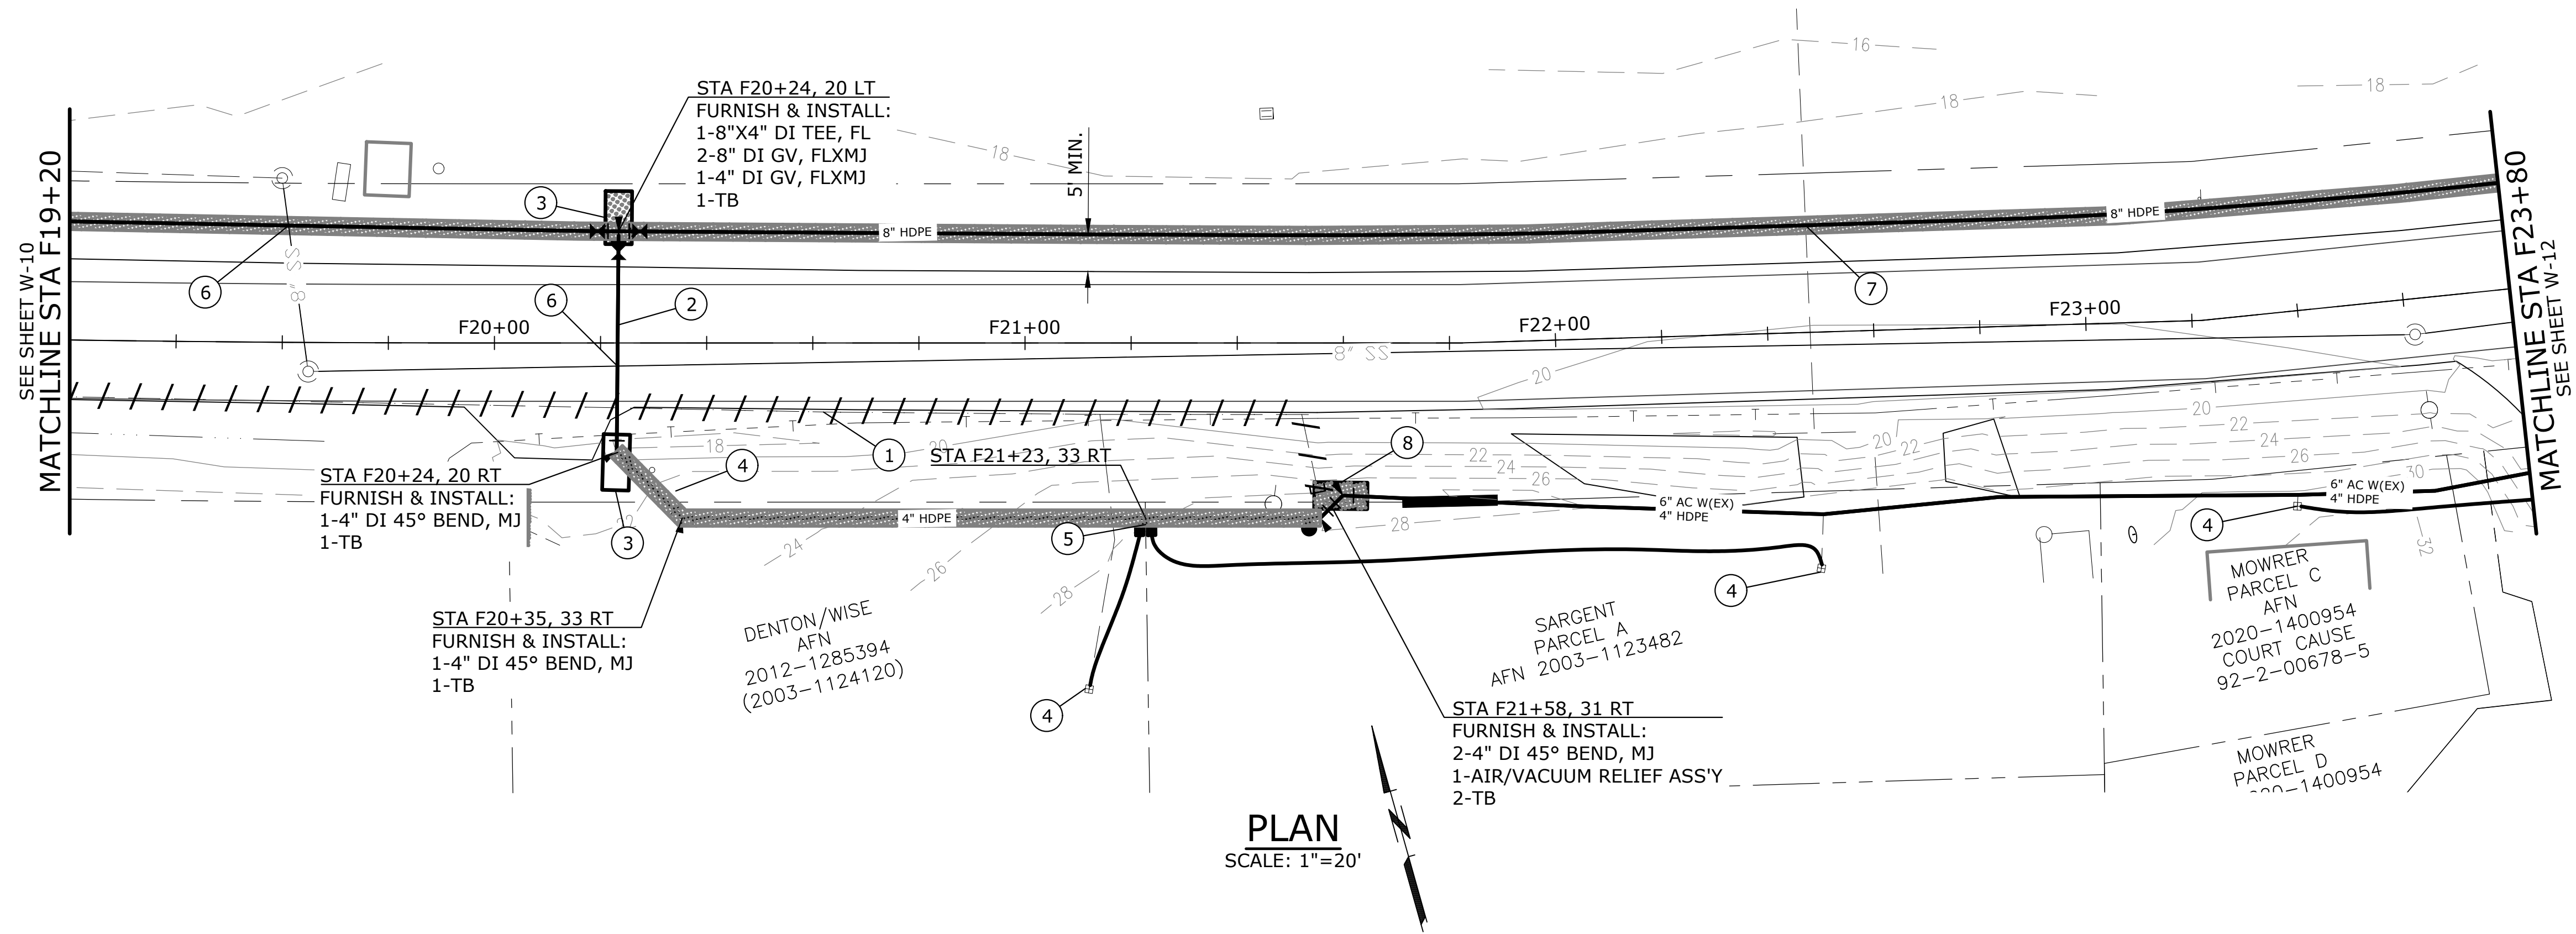 STA F20+24, 20 LT
FURNISH & INSTALL:
1-8"X4" DI TEE, FL
2-8" DI GV, FLXMJ
1-4" DI GV, FLXMJ
1-TB
16
18
18
18
5' MIN.
MATCHLINE STA F19+20
SEE SHEET W-10
MATCHLINE STA F23+80
SEE SHEET W-12
3
8" HDPE
8" HDPE
6
SS
8"
6
2
7
F20+00
F21+00
F22+00
F23+00
8" SS
20
1
18
20
4
STA F21+23, 33 RT
8
22
24
26
28
20
22
20
22
24
26
30
32
STA F20+24, 20 RT
FURNISH & INSTALL:
1-4" DI 45° BEND, MJ
1-TB
3
22
4" HDPE
5
6" AC W(EX)
4" HDPE
6" AC W(EX)
4" HDPE
4
24
26
28
4
4
STA F20+35, 33 RT
FURNISH & INSTALL:
1-4" DI 45° BEND, MJ
1-TB
DENTON/WISE
AFN
2012-1285394
(2003-1124120)
SARGENT
PARCEL A
AFN 2003-1123482
MOWRER
PARCEL C
AFN
2020-1400954
COURT CAUSE
92-2-00678-5
MOWRER
PARCEL D
-1400954
STA F21+58, 31 RT
FURNISH & INSTALL:
2-4" DI 45° BEND, MJ
1-AIR/VACUUM RELIEF ASS'Y
2-TB
N
PLAN
SCALE: 1"=20'